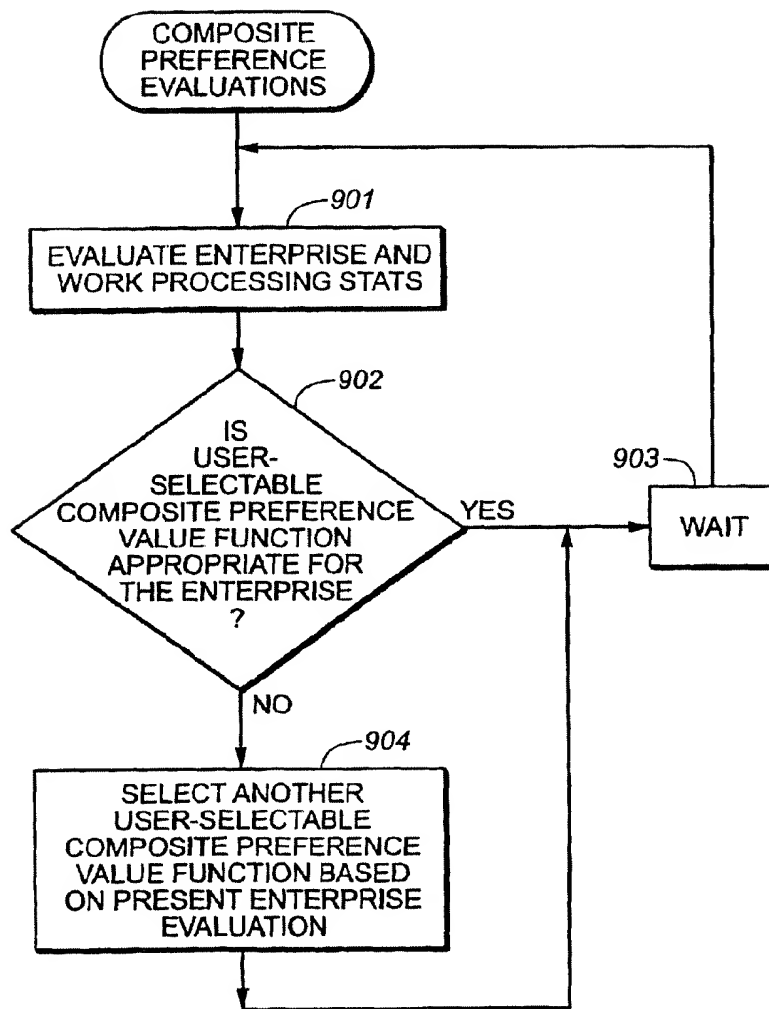 COMPOSITE
PREFERENCE
EVALUATIONS
901
EVALUATE ENTERPRISE AND
WORK PROCESSING STATS
902
IS
USER-
SELECTABLE
COMPOSITE PREFERENCE
VALUE FUNCTION
APPROPRIATE FOR
THE ENTERPRISE
?
YES
903
WAIT
NO
904
SELECT ANOTHER
USER-SELECTABLE
COMPOSITE PREFERENCE
VALUE FUNCTION BASED
ON PRESENT ENTERPRISE
EVALUATION